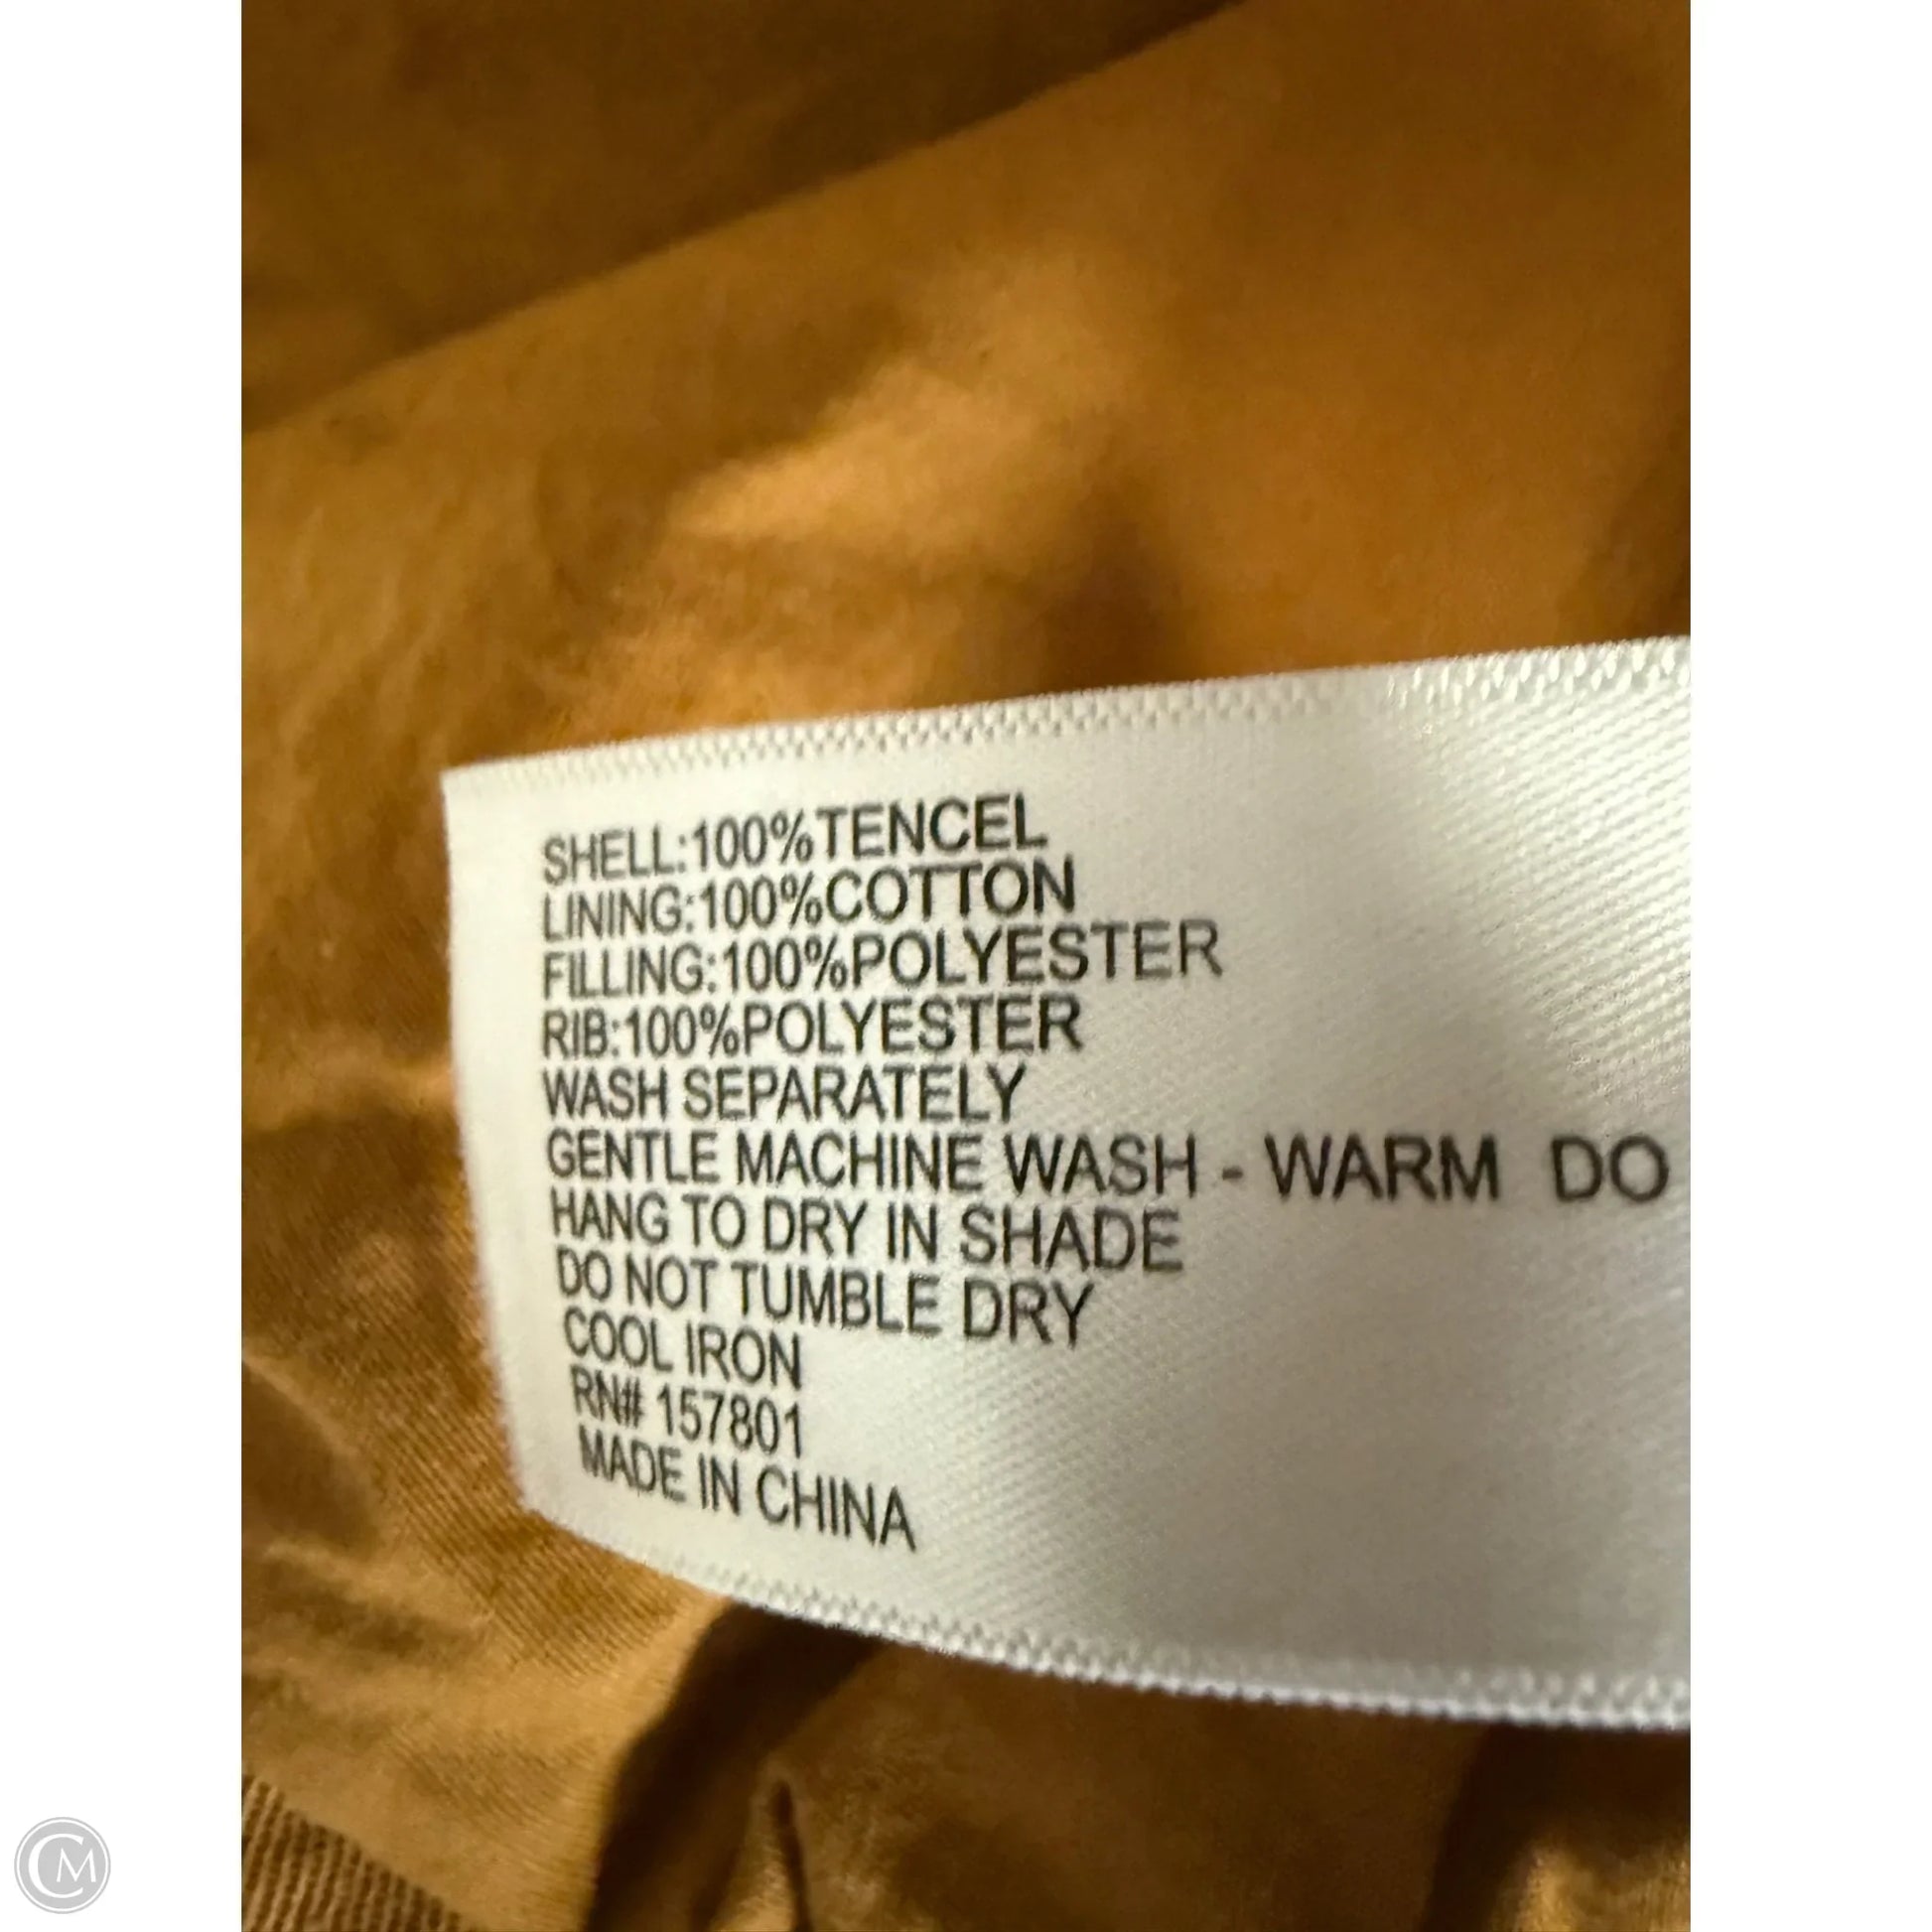 SHELL:100%TENCEL
LINING:100%COTTON
FILLING:100%POLYESTER
RIB:100%POLYESTER
WASH SEPARATELY
GENTLE MACHINE WASH - WARM DO
HANG TO DRY IN SHADE
DO NOT TUMBLE DRY
COOL IRON
RN# 157801
MADE IN CHINA
CM